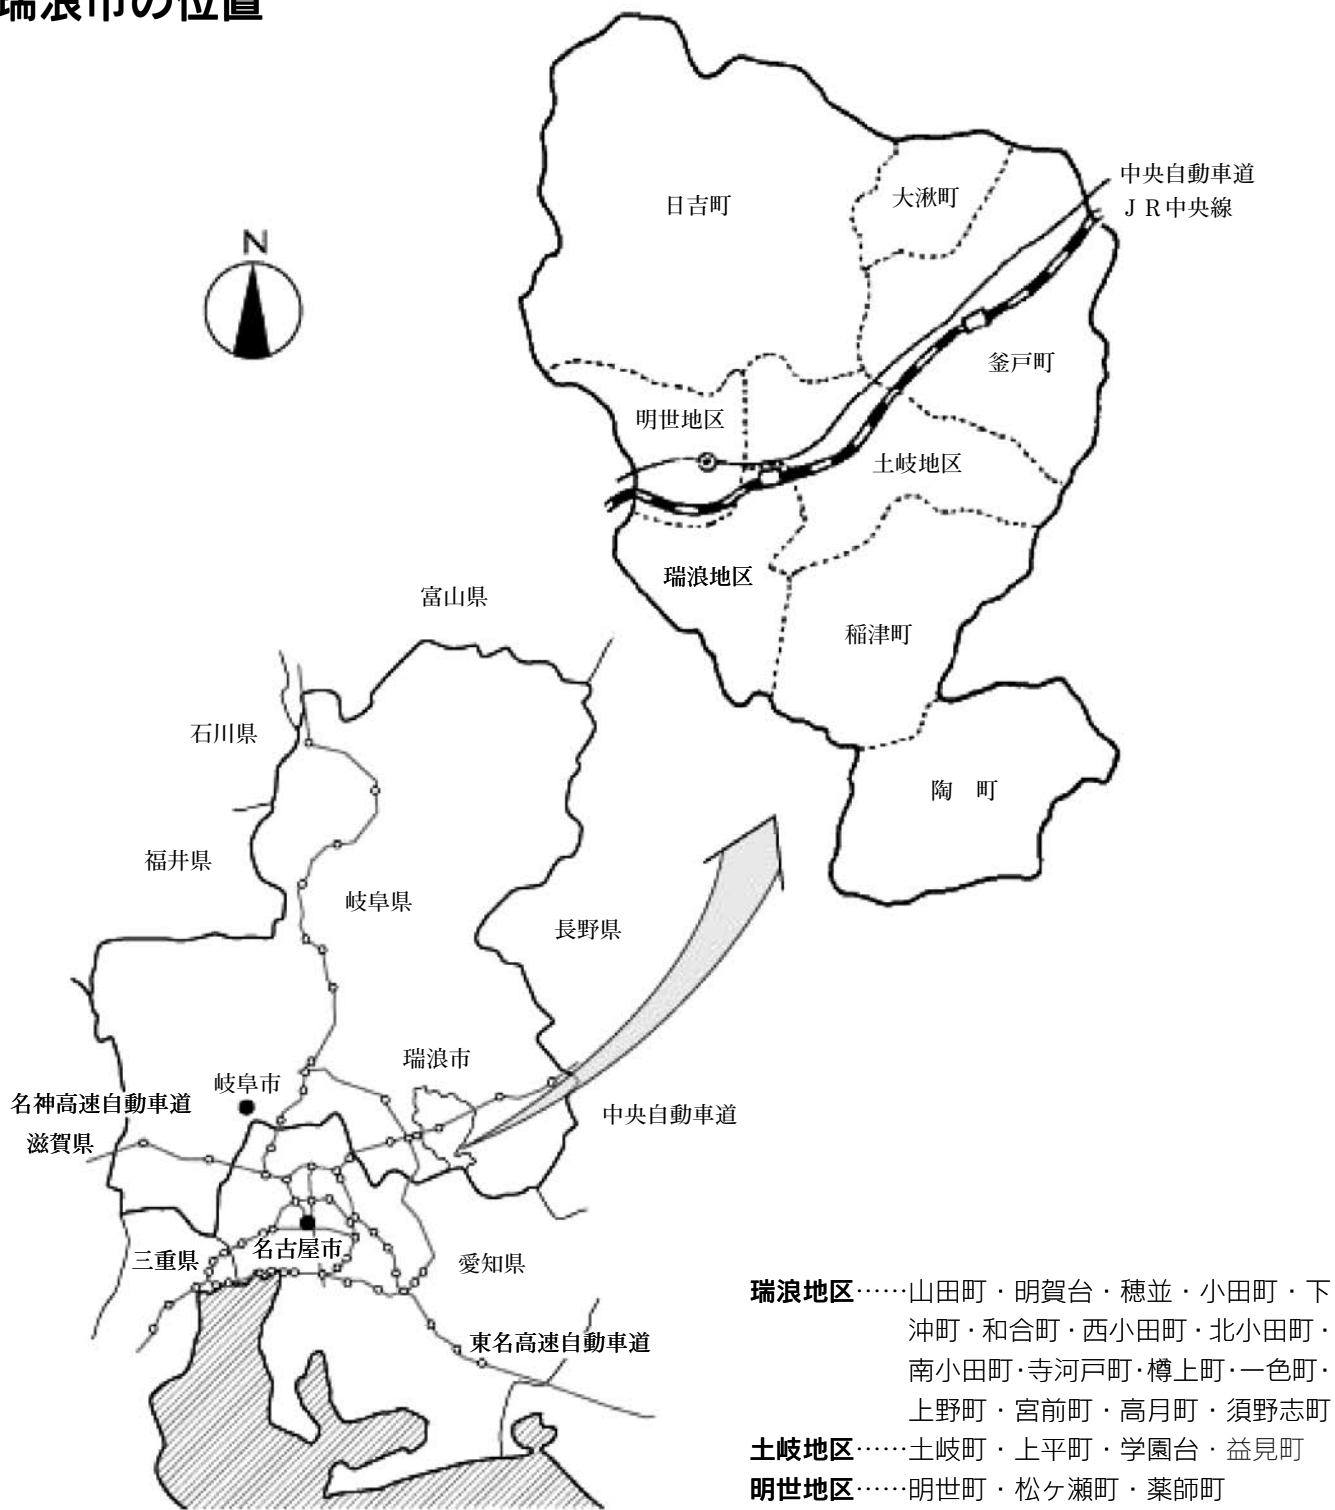 瑞浪市の位置
中央自動車道
ＪＲ中央線
大湫町
日吉町
N
釜戸町
明世地区
土岐地区
瑞浪地区
富山県
稲津町
石川県
陶　町
福井県
岐阜県
長野県
瑞浪市
岐阜市
名神高速自動車道
中央自動車道
滋賀県
三重県
名古屋市
愛知県
東名高速自動車道
瑞浪地区……山田町・明賀台・穂並・小田町・下
沖町・和合町・西小田町・北小田町・
南小田町・寺河戸町・樽上町・一色町・
上野町・宮前町・高月町・須野志町
土岐地区……土岐町・上平町・学園台・益見町
明世地区……明世町・松ヶ瀬町・薬師町